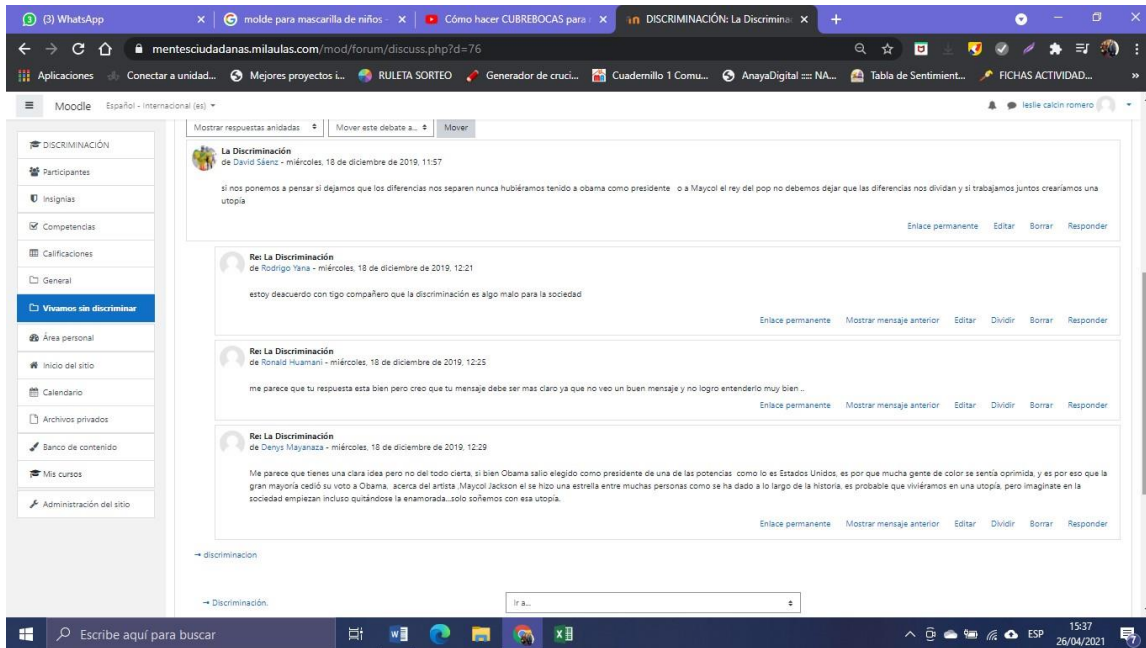 (3) WhatsApp
molde para mascarilla de niños -
Cómo hacer CUBREBOCAS para
DISCRIMINACIÓN: La Discrimina
mentesciudadanas.milaulas.com/mod/forum/discuss.php?d=76
Aplicaciones
Conectar a unidad...
Mejores proyectos i...
RULETA SORTEO
Generador de cruci...
Cuadernillo 1 Comu...
AnayaDigital ::::: NA...
Tabla de Sentimient...
FICHAS ACTIVIDAD...
»
Moodle
Español - Internacional (es)
leslie calcin romero
DISCRIMINACIÓN
Participantes
Insignias
Competencias
Calificaciones
General
Vivamos sin discriminar
Área personal
Inicio del sitio
Calendario
Archivos privados
Banco de contenido
Mis cursos
Administración del sitio
Mostrar respuestas anidadas
Mover este debate a...
Mover
La Discriminación
de David Sáenz - miércoles, 18 de diciembre de 2019, 11:57
si nos ponemos a pensar si dejamos que los diferencias nos separen nunca hubiéramos tenido a obama como presidente o a Maycol el rey del pop no debemos dejar que las diferencias nos dividan y si trabajamos juntos crearíamos una
utopía
Enlace permanente Editar Borrar Responder
Re: La Discriminación
de Rodrigo Yana - miércoles, 18 de diciembre de 2019, 12:21
estoy deacuerdo con tigo compañero que la discriminación es algo malo para la sociedad
Enlace permanente Mostrar mensaje anterior Editar Dividir Borrar Responder
Re: La Discriminación
de Ronald Huamani - miércoles, 18 de diciembre de 2019, 12:25
me parece que tu respuesta esta bien pero creo que tu mensaje debe ser mas claro ya que no veo un buen mensaje y no logro entenderlo muy bien ..
Enlace permanente Mostrar mensaje anterior Editar Dividir Borrar Responder
Re: La Discriminación
de Denys Mayanaza - miércoles, 18 de diciembre de 2019, 12:29
Me parece que tienes una clara idea pero no del todo cierta, si bien Obama salio elegido como presidente de una de las potencias como lo es Estados Unidos, es por que mucha gente de color se sentía oprimida, y es por eso que la
gran mayoría cedió su voto a Obama, acerca del artista ,Maycol Jackson el se hizo una estrella entre muchas personas como se ha dado a lo largo de la historia, es probable que viviéramos en una utopía, pero imagínate en la
sociedad empiezan incluso quitándose la enamorada...solo soñemos con esa utopía.
Enlace permanente Mostrar mensaje anterior Editar Dividir Borrar Responder
→ discriminacion
→ Discriminación.
Ir a...
Escribe aquí para buscar
ESP
15:37
26/04/2021